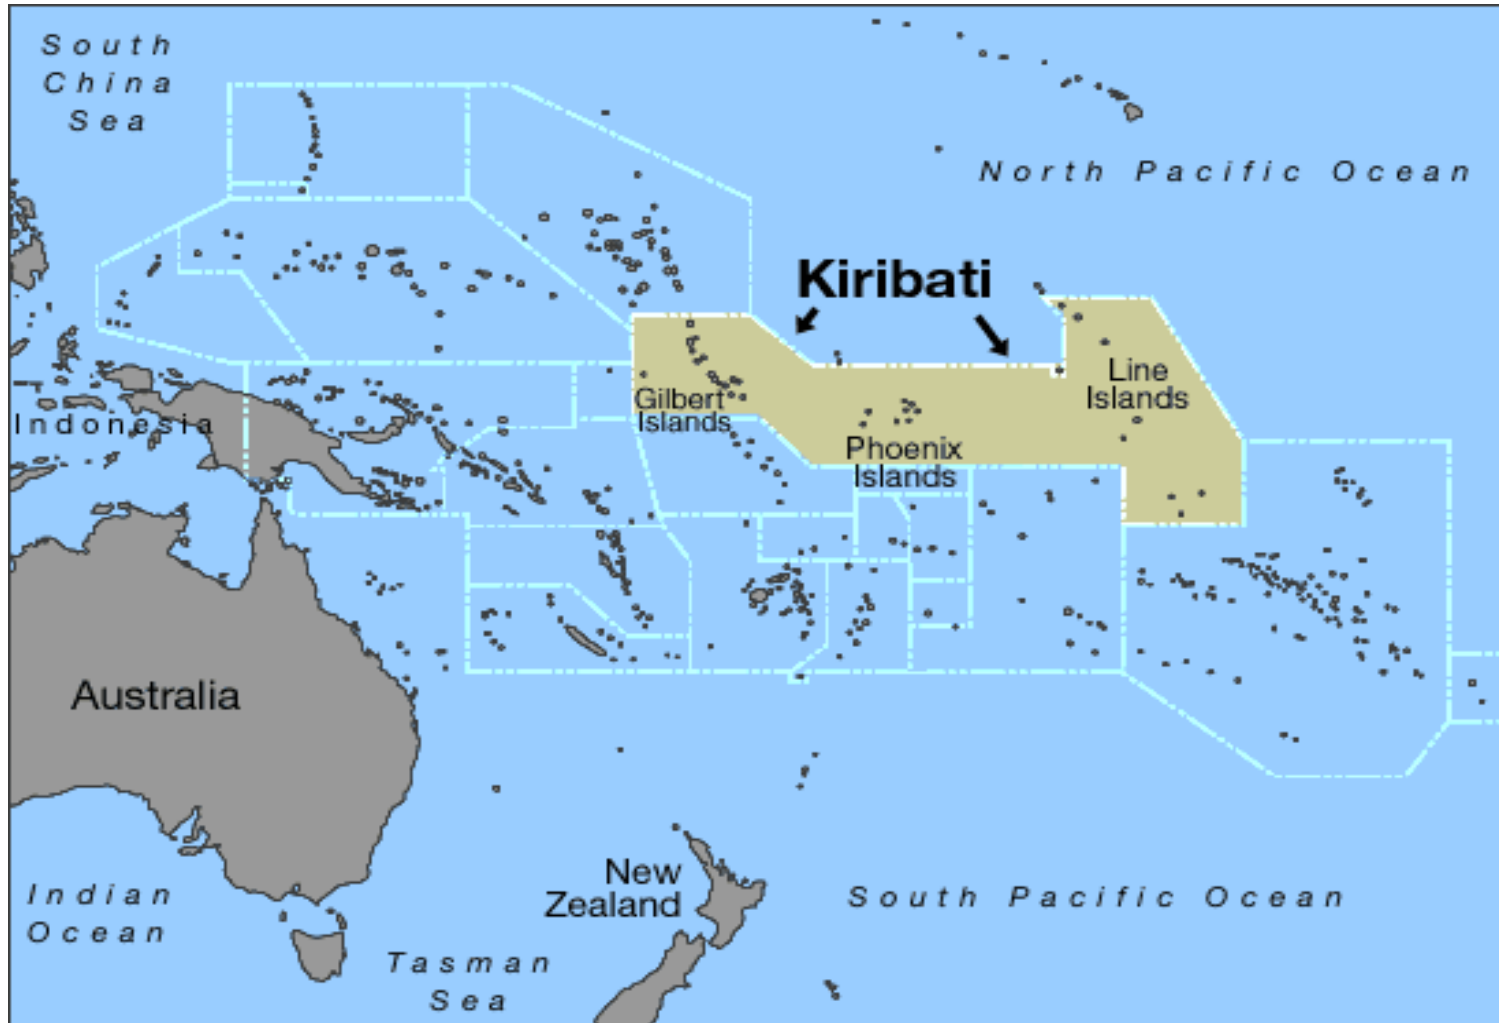 South
China
Sea
North Pacific Ocean
Kiribati
Line
Islands
Gilbert
Islands
Indonesia
Phoenix
Islands
Australia
New
Zealand
Indian
Ocean
South Pacific Ocean
Tasman
Sea